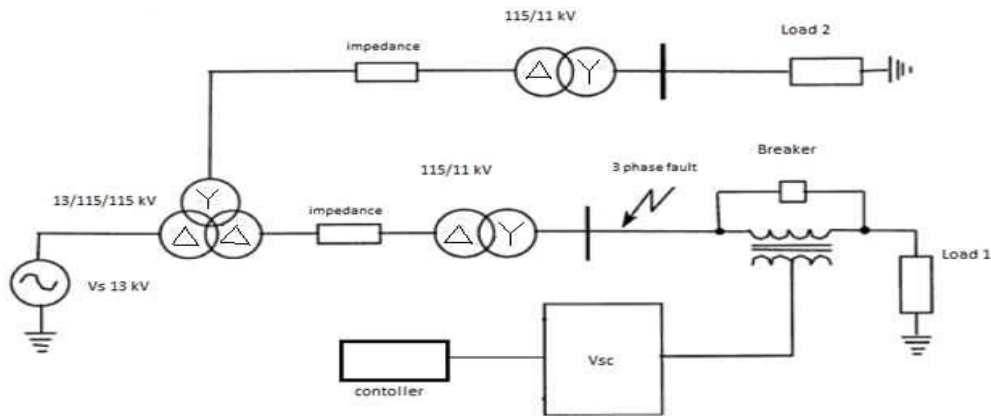 115/11 kV
Load 2
impedance
Δ Y
Breaker
115/11 kV
3 phase fault
13/115/115 kV
Y
impedance
Δ Δ
Δ Y
Load 1
Vs 13 kV
Vsc
contoller